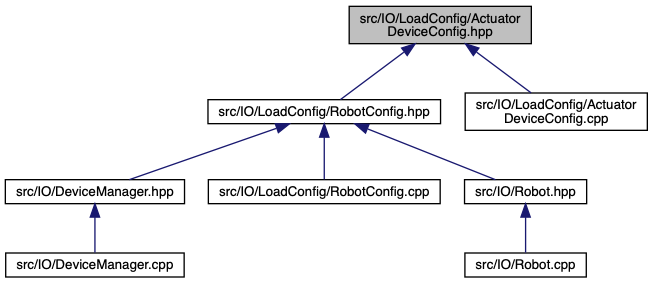 src/IO/LoadConfig/Actuator
DeviceConfig.hpp
src/IO/LoadConfig/RobotConfig.hpp
src/IO/LoadConfig/Actuator
DeviceConfig.cpp
src/IO/DeviceManager.hpp
src/IO/LoadConfig/RobotConfig.cpp
src/IO/Robot.hpp
src/IO/DeviceManager.cpp
src/IO/Robot.cpp